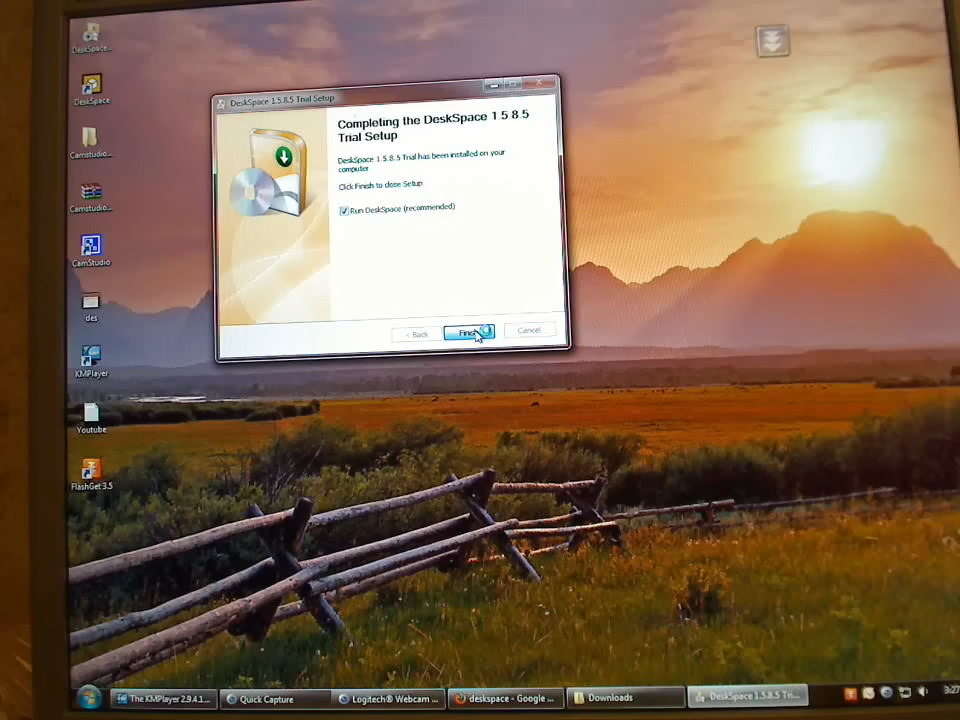 DeskSpace...
DeskSpace
Camstudio...
Camstudio...
CamStudio
des
KMPlayer
Youtube
FlashGet 3.5
DeskSpace 1.5.8.5 Trial Setup
Completing the DeskSpace 1 5 8.5
Trial Setup
DeskSpace 1.5.8.5 Trial has been installed on your
computer
Click Finish to close Setup
Run DeskSpace (recommended)
< Back
Finish
Cancel
The KMPlayer 2.9.4.1...
Quick Capture
Logitech® Webcam ...
deskspace - Google ...
Downloads
DeskSpace 1.5.8.5 Tri...
3:27